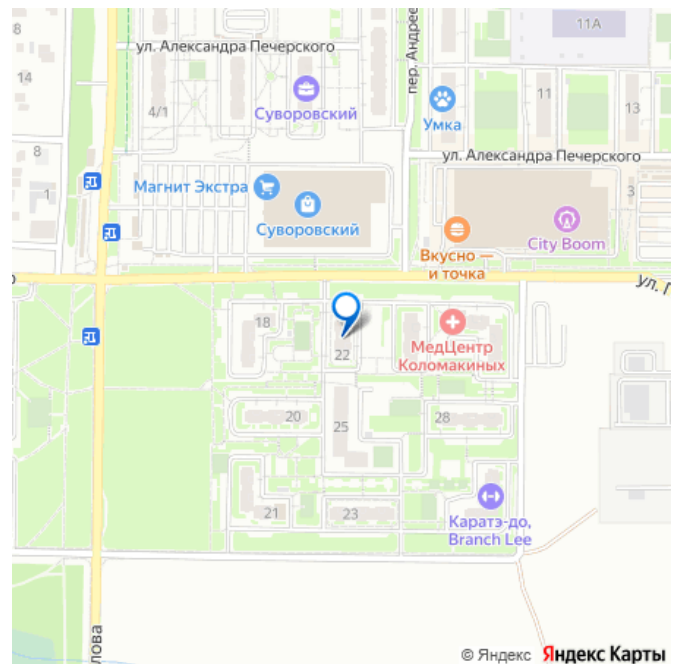 8
11А
ул. Александра Печерского
пер. Андрее
14
Суворовский
11
13
4/1
Умка
8
ул. Александра Печерского
1
Магнит Экстра
3
Суворовский
City Boom
Вкусно —
и точка
о
ул. Г
18
МедЦентр
Коломакиных
22
20
25
28
21
23
Каратэ-до,
Branch Lee
лова
© Яндекс Яндекс Карты